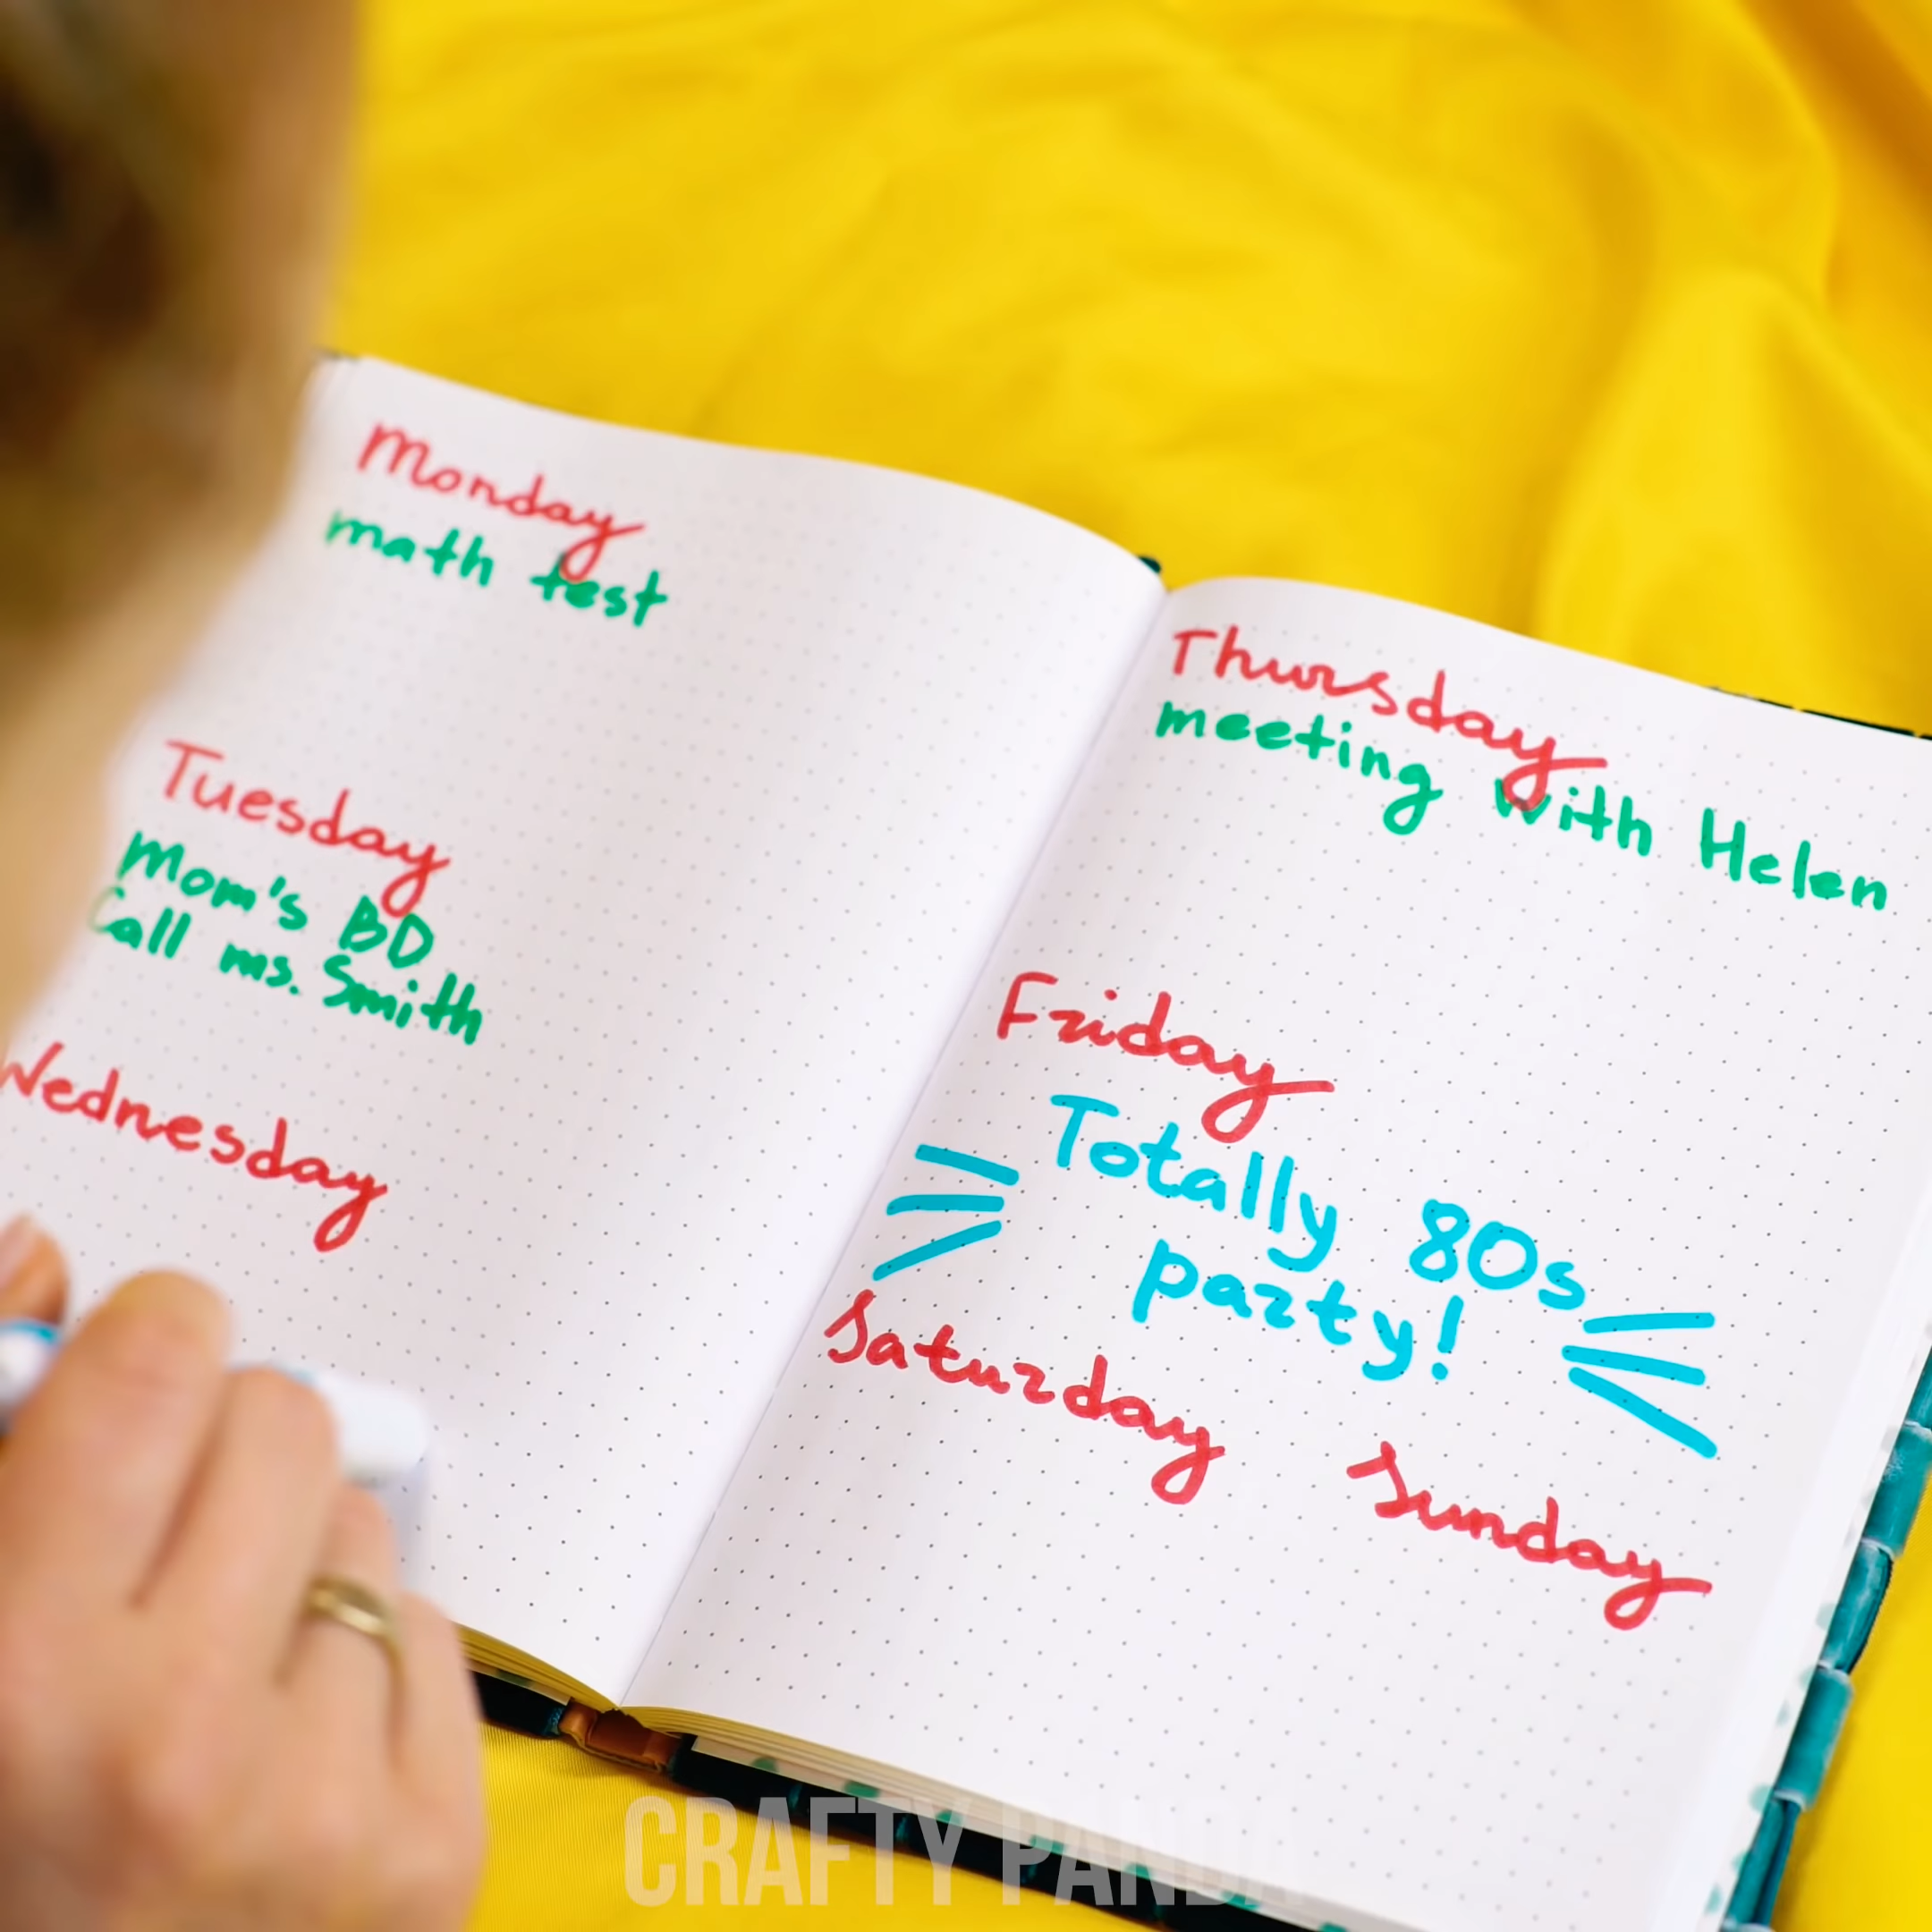 Monday
math test
Tuesday
Mom's BD
Call ms. Smith
Wednesday
Thursday
meeting with Helen
Friday
Totally 80s
party!
Saturday
Sunday
CRAFTY PANDA